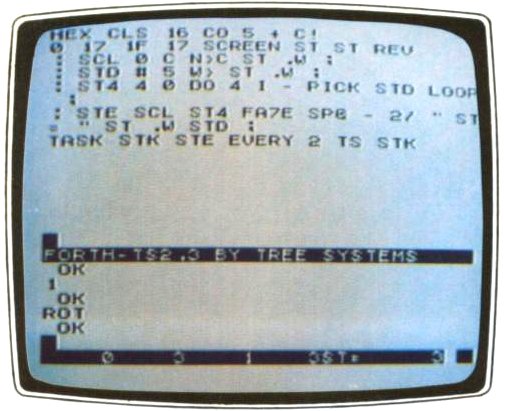 HEX CLS 16 C0 5 + C!
0 17 1F 17 SCREEN ST ST REV
: SCL 0 C N>C ST .W ;
: STD # 5 W> ST .W ;
: ST4 4 0 DO 4 I - PICK STD LOOP
;
: STE SCL ST4 FA7E SP@ - 2/ " ST
= " ST .W STD ;
TASK STK STE EVERY 2 TS STK
FORTH-TS2.3 BY TREE SYSTEMS
OK
1
OK
ROT
OK
0 3 1 3ST= 3